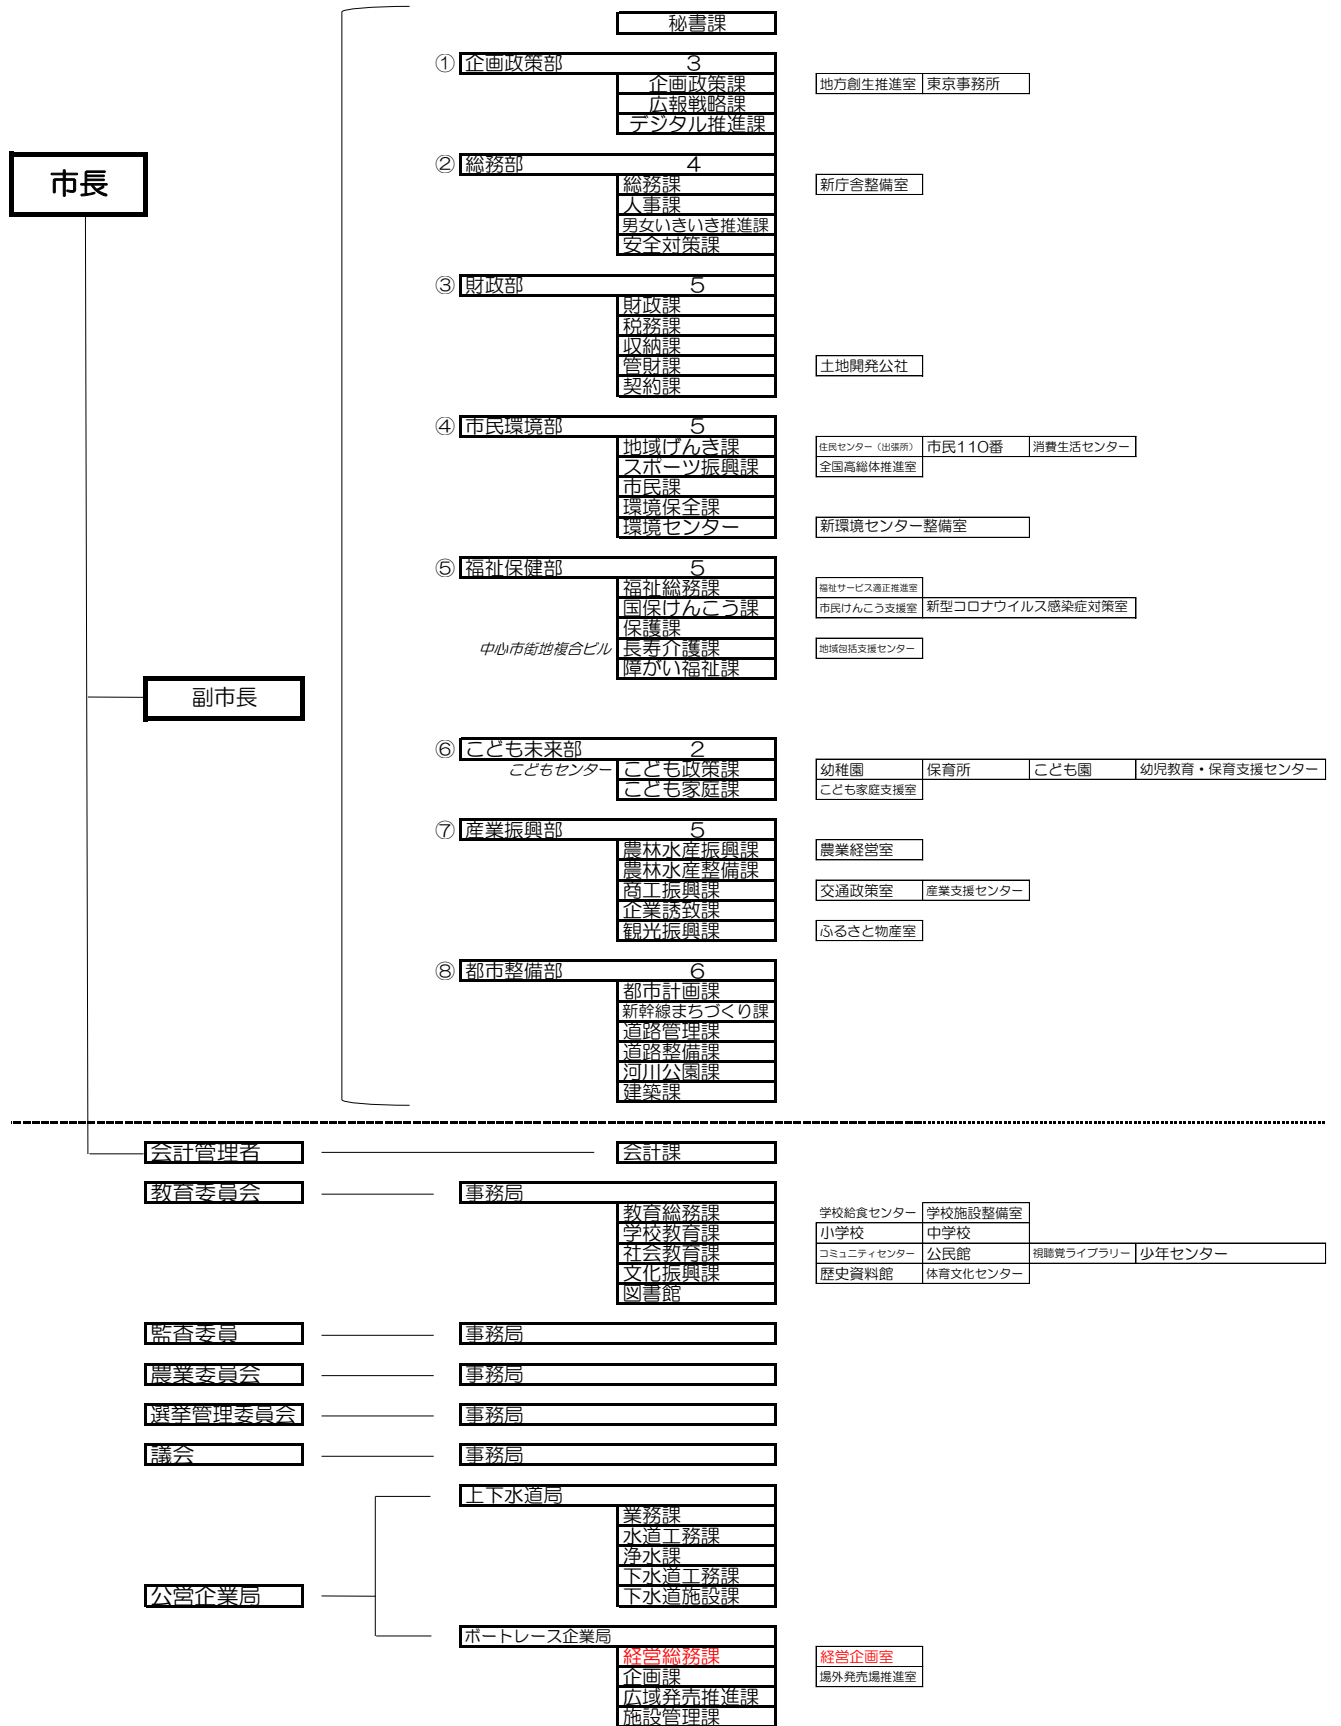 秘書課
① 企画政策部 3
企画政策課 地方創生推進室 東京事務所
広報戦略課
デジタル推進課
市長
② 総務部 4
総務課 新庁舎整備室
人事課
男女いきいき推進課
安全対策課
③ 財政部 5
財政課
税務課
収納課
管財課 土地開発公社
契約課
④ 市民環境部 5
地域げんき課 住民センター（出張所） 市民110番 消費生活センター
スポーツ振興課 全国高総体推進室
市民課
環境保全課
環境センター 新環境センター整備室
⑤ 福祉保健部 5
福祉総務課 福祉サービス適正推進室
国保けんこう課 市民けんこう支援室 新型コロナウイルス感染症対策室
保護課
中心市街地複合ビル 長寿介護課 地域包括支援センター
障がい福祉課
副市長
⑥ こども未来部 2
こどもセンター こども政策課 幼稚園 保育所 こども園 幼児教育・保育支援センター
こども家庭課 こども家庭支援室
⑦ 産業振興部 5
農林水産振興課 農業経営室
農林水産整備課
商工振興課 交通政策室 産業支援センター
企業誘致課
観光振興課 ふるさと物産室
⑧ 都市整備部 6
都市計画課
新幹線まちづくり課
道路管理課
道路整備課
河川公園課
建築課
会計管理者 会計課
教育委員会 事務局
教育総務課 学校給食センター 学校施設整備室
学校教育課 小学校 中学校
社会教育課 コミュニティセンター 公民館 視聴覚ライブラリー 少年センター
文化振興課 歴史資料館 体育文化センター
図書館
監査委員 事務局
農業委員会 事務局
選挙管理委員会 事務局
議会 事務局
上下水道局
業務課
水道工務課
浄水課
下水道工務課
公営企業局 下水道施設課
ボートレース企業局
経営総務課 経営企画室
企画課 場外発売場推進室
広域発売推進課
施設管理課